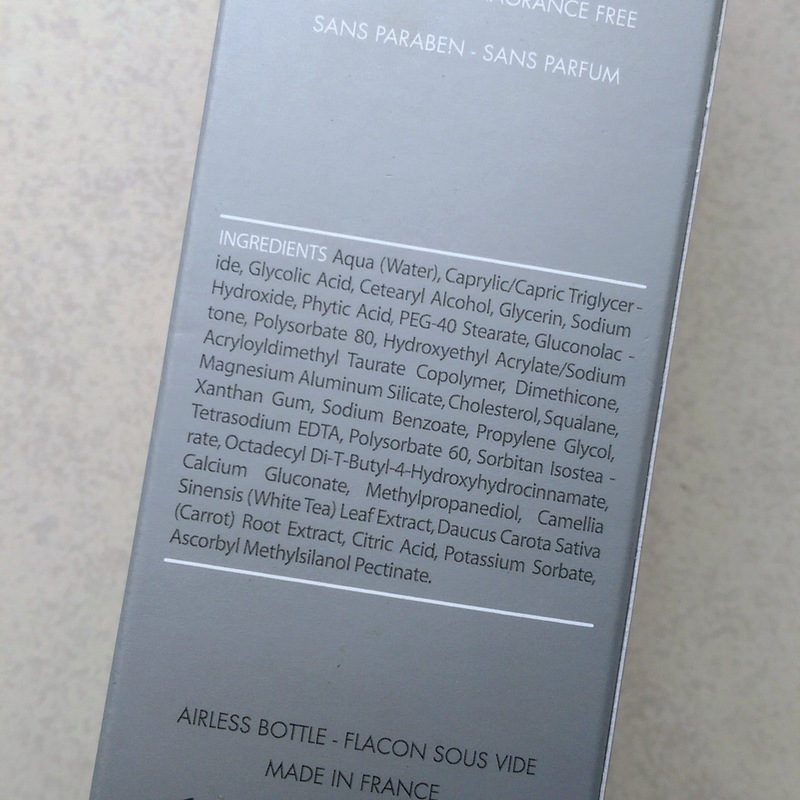 FRAGRANCE FREE
SANS PARABEN - SANS PARFUM
INGREDIENTS Aqua (Water), Caprylic/Capric Triglycer-
ide, Glycolic Acid, Cetearyl Alcohol, Glycerin, Sodium
Hydroxide, Phytic Acid, PEG-40 Stearate, Gluconolac -
tone, Polysorbate 80, Hydroxyethyl Acrylate/Sodium
Acryloyldimethyl Taurate Copolymer, Dimethicone,
Magnesium Aluminum Silicate, Cholesterol, Squalane,
Xanthan Gum, Sodium Benzoate, Propylene Glycol,
Tetrasodium EDTA, Polysorbate 60, Sorbitan Isostea -
rate, Octadecyl Di-T-Butyl-4-Hydroxyhydrocinnamate,
Calcium Gluconate, Methylpropanediol, Camellia
Sinensis (White Tea) Leaf Extract, Daucus Carota Sativa
(Carrot) Root Extract, Citric Acid, Potassium Sorbate,
Ascorbyl Methylsilanol Pectinate.
AIRLESS BOTTLE - FLACON SOUS VIDE
MADE IN FRANCE